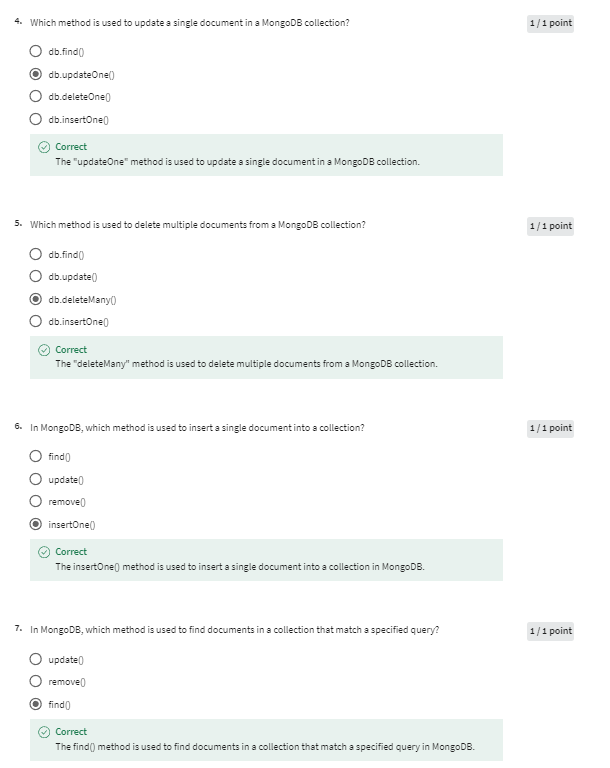 4. Which method is used to update a single document in a MongoDB collection?
1 / 1 point
db.find()
db.updateOne()
db.deleteOne()
db.insertOne()
Correct
The "updateOne" method is used to update a single document in a MongoDB collection.
5. Which method is used to delete multiple documents from a MongoDB collection?
1 / 1 point
db.find()
db.update()
db.deleteMany()
db.insertOne()
Correct
The "deleteMany" method is used to delete multiple documents from a MongoDB collection.
6. In MongoDB, which method is used to insert a single document into a collection?
1 / 1 point
find()
update()
remove()
insertOne()
Correct
The insertOne() method is used to insert a single document into a collection in MongoDB.
7. In MongoDB, which method is used to find documents in a collection that match a specified query?
1 / 1 point
update()
remove()
find()
Correct
The find() method is used to find documents in a collection that match a specified query in MongoDB.